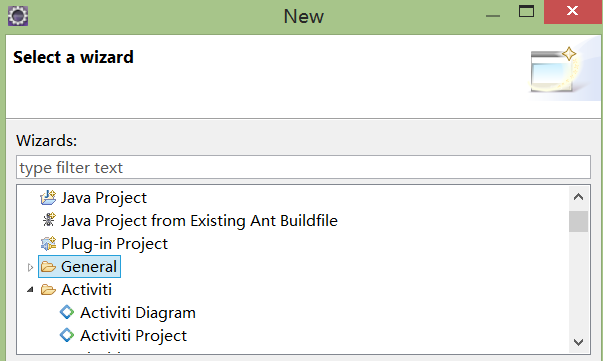 New
Select a wizard
Wizards:
type filter text
Java Project
Java Project from Existing Ant Buildfile
Plug-in Project
General
Activiti
Activiti Diagram
Activiti Project